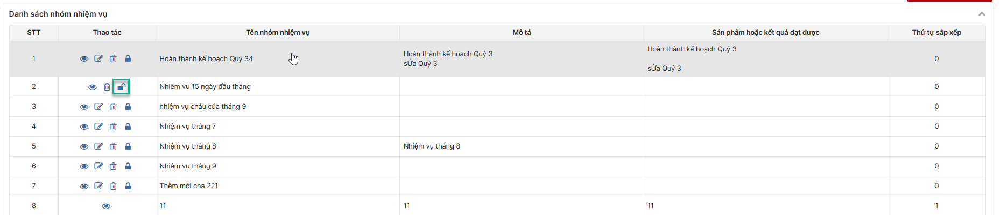 Danh sách nhóm nhiệm vụ
STT Thao tác Tên nhóm nhiệm vụ Mô tả Sản phẩm hoặc kết quả đạt được Thứ tự sắp xếp
1 Hoàn thành kế hoạch Quý 34 Hoàn thành kế hoạch Quý 3 Hoàn thành kế hoạch Quý 3 0
sỬa Quý 3 sỬa Quý 3
2 Nhiệm vụ 15 ngày đầu tháng 0
3 nhiệm vụ cháu của tháng 9 0
4 Nhiệm vụ tháng 7 0
5 Nhiệm vụ tháng 8 Nhiệm vụ tháng 8 0
6 Nhiệm vụ tháng 9 0
7 Thêm mới cha 221 0
8 11 11 11 1